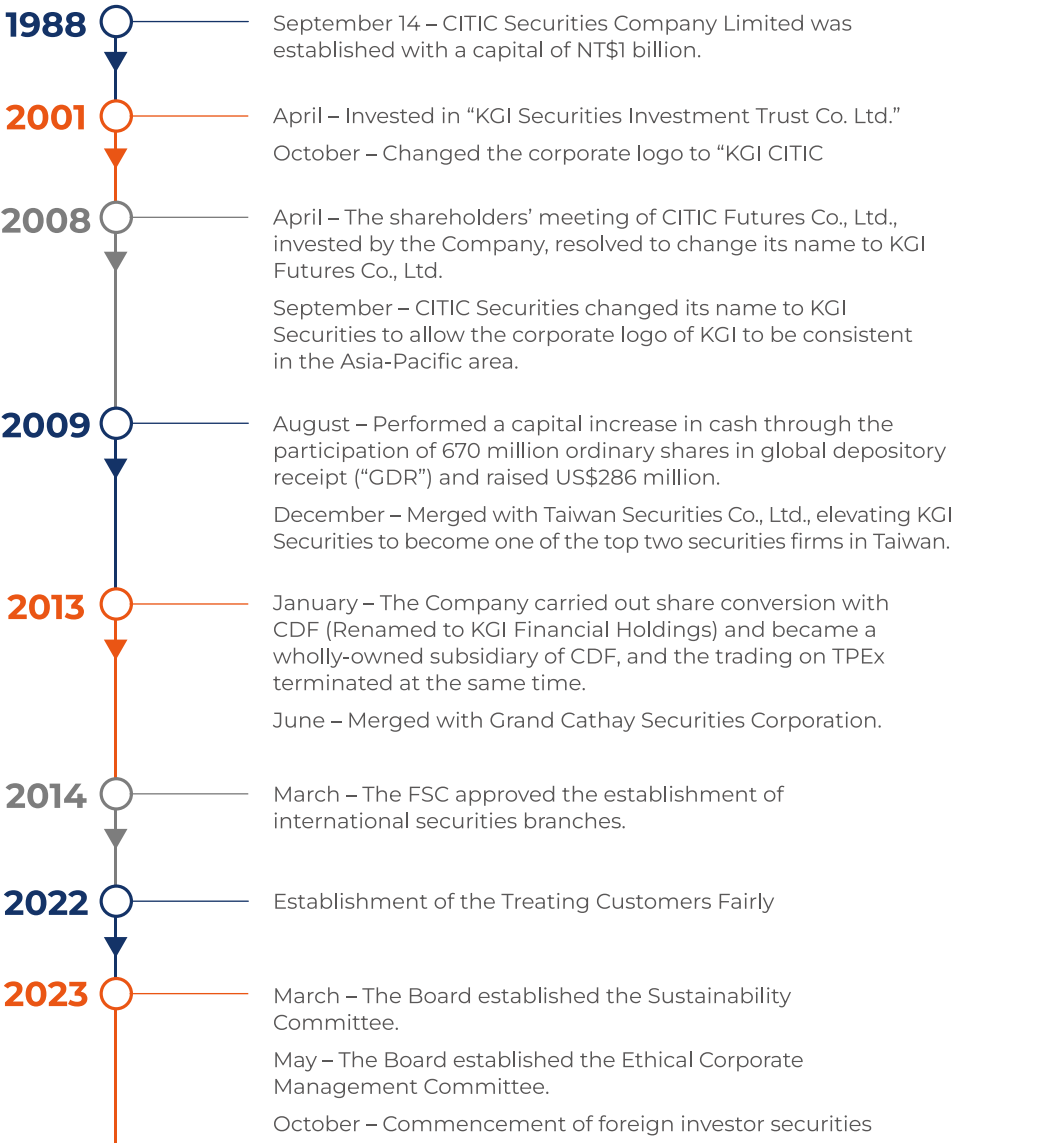 1988
September 14 – CITIC Securities Company Limited was
established with a capital of NT$1 billion.
2001
April – Invested in “KGI Securities Investment Trust Co. Ltd.”
October – Changed the corporate logo to “KGI CITIC
2008
April – The shareholders’ meeting of CITIC Futures Co., Ltd.,
invested by the Company, resolved to change its name to KGI
Futures Co., Ltd.
September – CITIC Securities changed its name to KGI
Securities to allow the corporate logo of KGI to be consistent
in the Asia-Pacific area.
2009
August – Performed a capital increase in cash through the
participation of 670 million ordinary shares in global depository
receipt (“GDR”) and raised US$286 million.
December – Merged with Taiwan Securities Co., Ltd., elevating KGI
Securities to become one of the top two securities firms in Taiwan.
2013
January – The Company carried out share conversion with
CDF (Renamed to KGI Financial Holdings) and became a
wholly-owned subsidiary of CDF, and the trading on TPEx
terminated at the same time.
June – Merged with Grand Cathay Securities Corporation.
2014
March – The FSC approved the establishment of
international securities branches.
2022
Establishment of the Treating Customers Fairly
2023
March – The Board established the Sustainability
Committee.
May – The Board established the Ethical Corporate
Management Committee.
October – Commencement of foreign investor securities